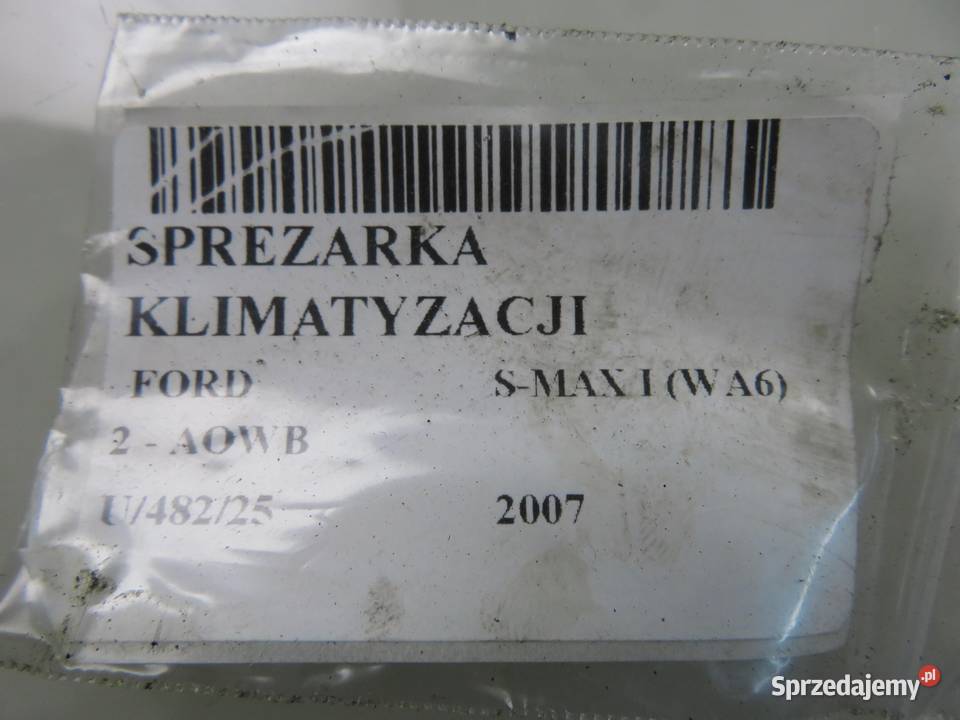 SPREZARKA
KLIMATYZACJI
FORD S-MAX I (WA6)
2 - AOWB
U/482/25 2007
Sprzedajemy.pl